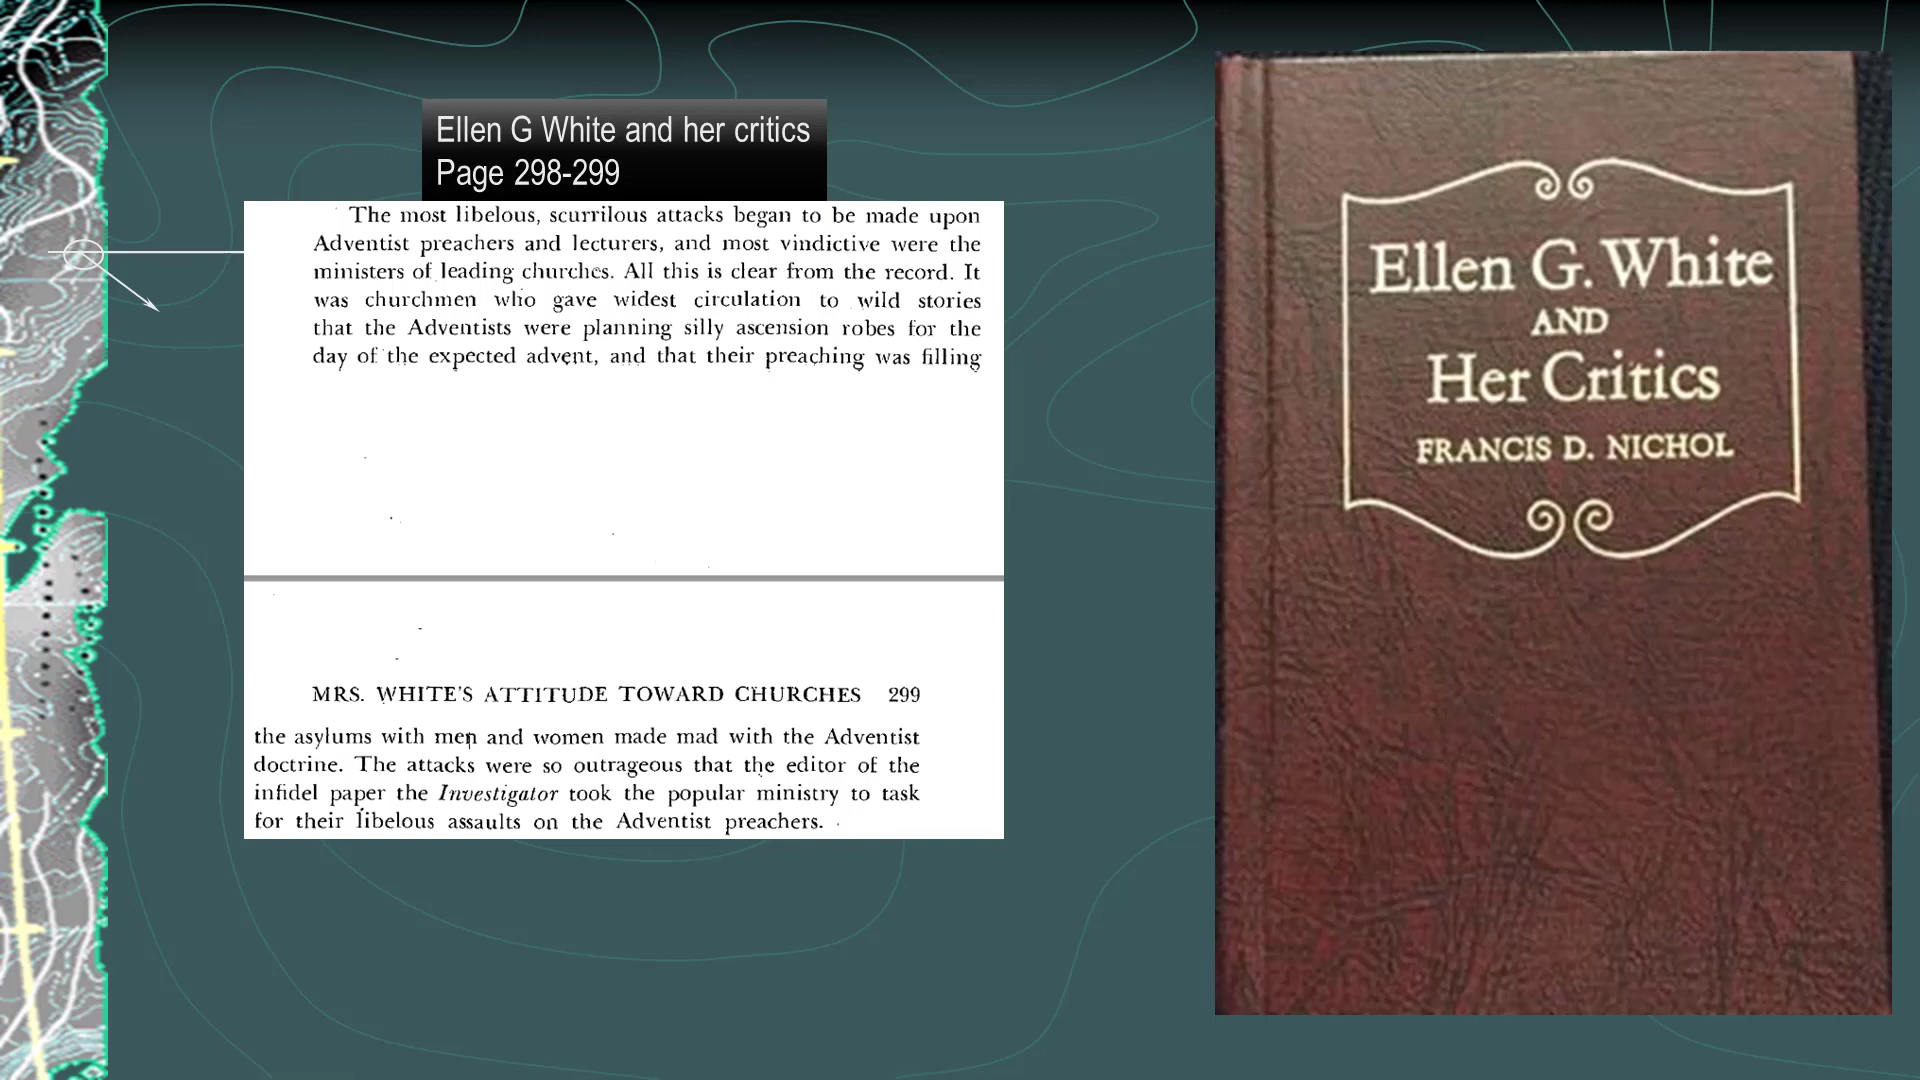 Ellen G White and her critics
Page 298-299
The most libelous, scurrilous attacks began to be made upon
Adventist preachers and lecturers, and most vindictive were the
ministers of leading churches. All this is clear from the record. It
was churchmen who gave widest circulation to wild stories
that the Adventists were planning silly ascension robes for the
day of the expected advent, and that their preaching was filling
MRS. WHITE'S ATTITUDE TOWARD CHURCHES 299
the asylums with men and women made mad with the Adventist
doctrine. The attacks were so outrageous that the editor of the
infidel paper the Investigator took the popular ministry to task
for their libelous assaults on the Adventist preachers.
Ellen G. White
AND
Her Critics
FRANCIS D. NICHOL